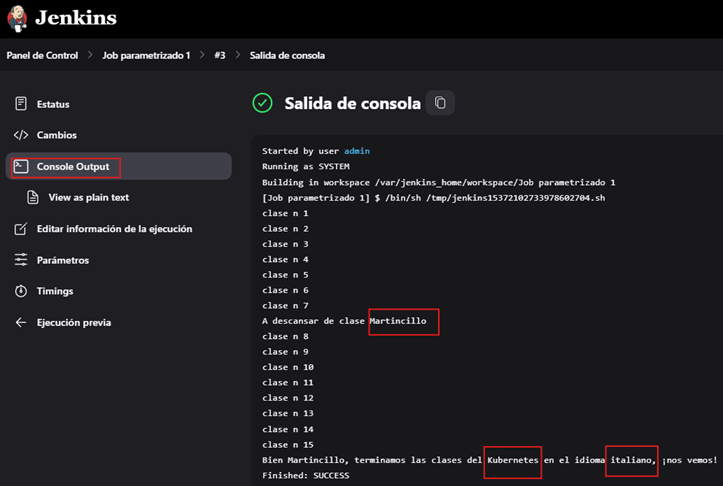 Jenkins
Panel de Control > Job parametrizado 1 > #3 > Salida de consola
Estatus
Cambios
Console Output
View as plain text
Editar información de la ejecución
Parámetros
Timings
Ejecución previa
Salida de consola
Started by user admin
Running as SYSTEM
Building in workspace /var/jenkins_home/workspace/Job parametrizado 1
[Job parametrizado 1] $ /bin/sh /tmp/jenkins15372102733978602704.sh
clase n 1
clase n 2
clase n 3
clase n 4
clase n 5
clase n 6
clase n 7
A descansar de clase Martincillo
clase n 8
clase n 9
clase n 10
clase n 11
clase n 12
clase n 13
clase n 14
clase n 15
Bien Martincillo, terminamos las clases del Kubernetes en el idioma italiano, ¡nos vemos!
Finished: SUCCESS